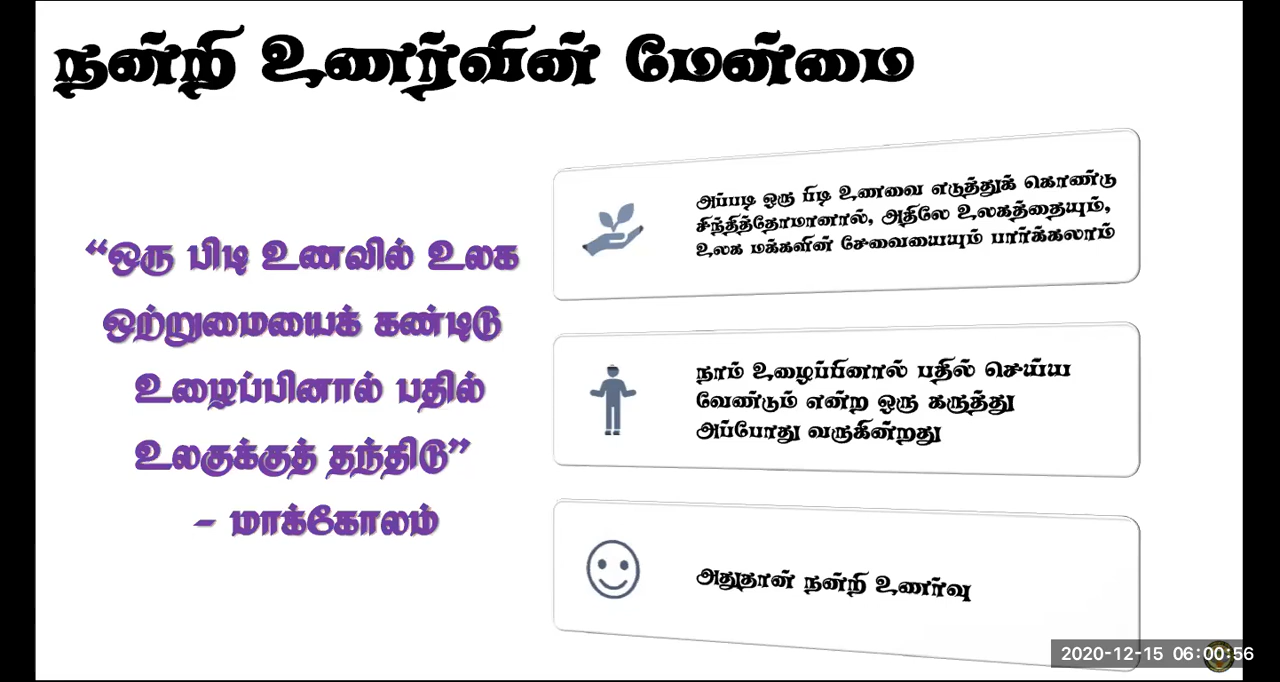 நன்றி உணர்வின் மேன்மை
“ஒரு பிடி உணவில் உலக
ஒற்றுமையைக் கண்டிடு
உழைப்பினால் பதில்
உலகுக்குத் தந்திடு”
- மாக்கோலம்
அப்படி ஒரு பிடி உணவை எடுத்துக் கொண்டு
சிந்தித்தோமானால், அதிலே உலகத்தையும்,
உலக மக்களின் சேவையையும் பார்க்கலாம்
நாம் உழைப்பினால் பதில் செய்ய
வேண்டும் என்ற ஒரு கருத்து
அப்போது வருகின்றது
அதுதான் நன்றி உணர்வு
2020-12-15 06:00:56